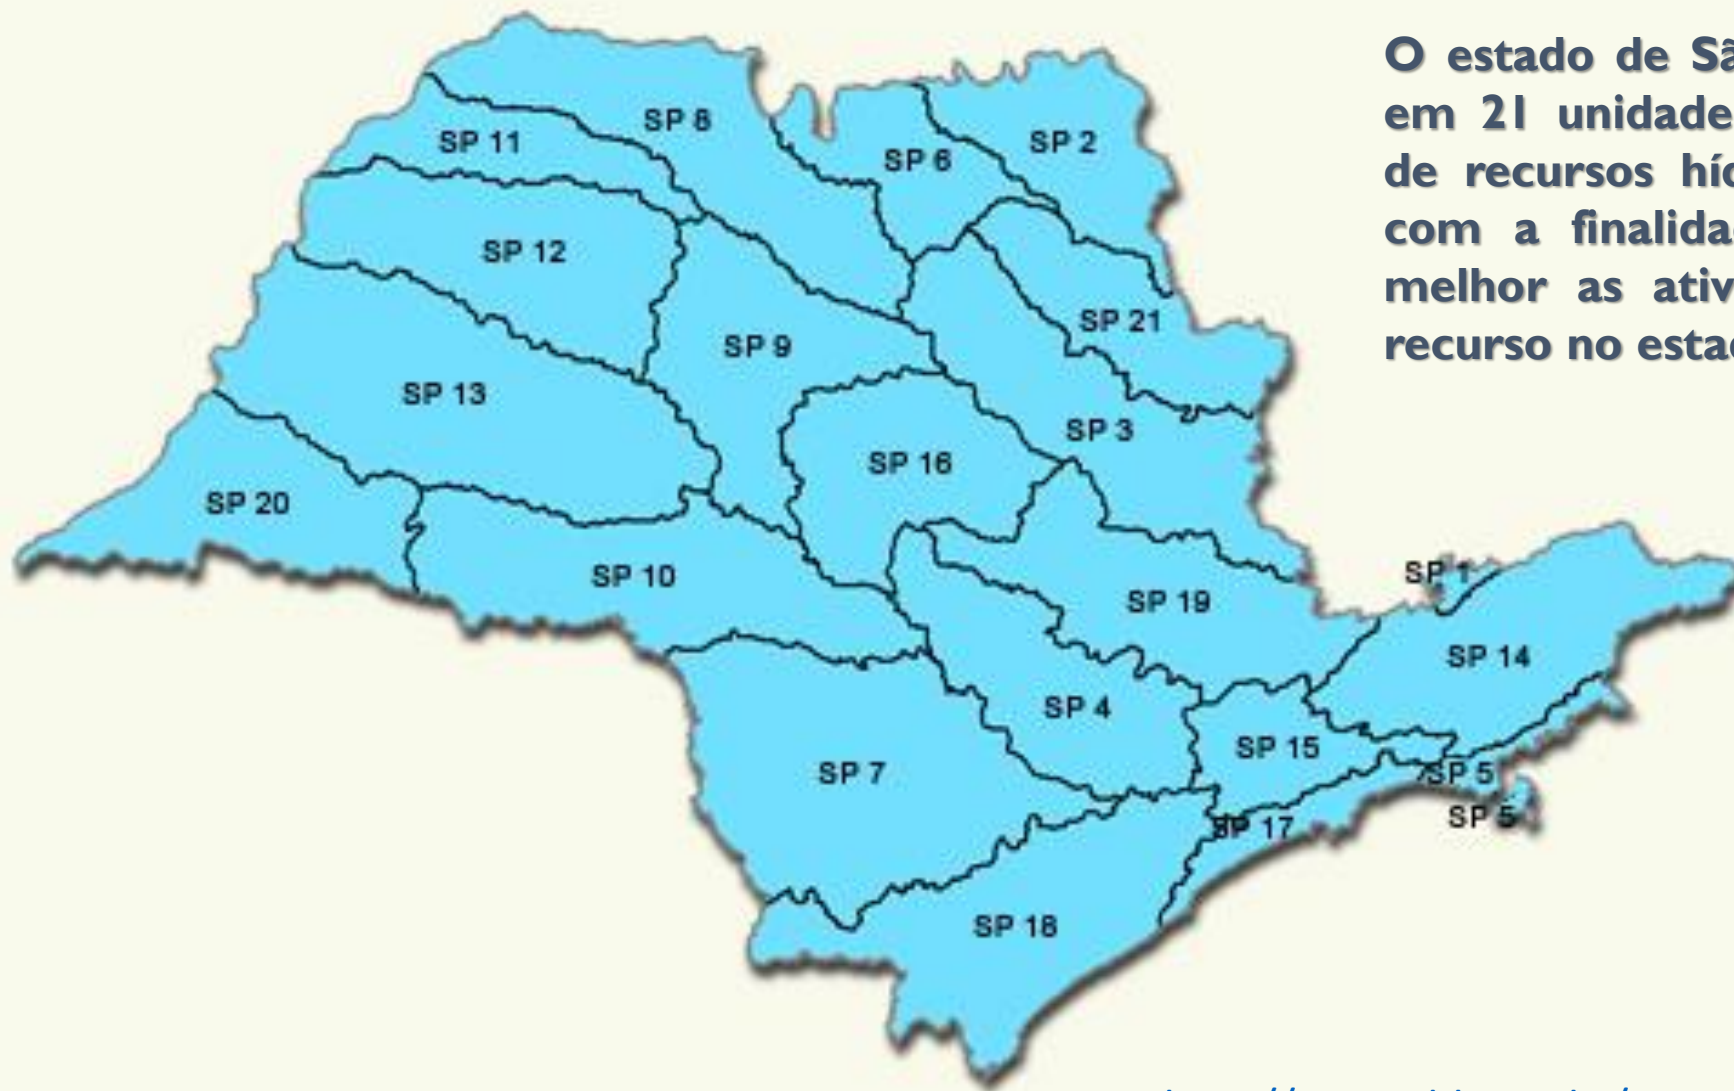 O estado de Sã
em 21 unidade
de recursos híd
com a finalida
melhor as ativ
recurso no esta
SP 8
SP 11
SP 6
SP 2
SP 12
SP 21
SP 9
SP 13
SP 3
SP 16
SP 20
SP 10
SP 1
SP 19
SP 14
SP 4
SP 15
SP 7
SP 5
SP 5
SP 17
SP 18